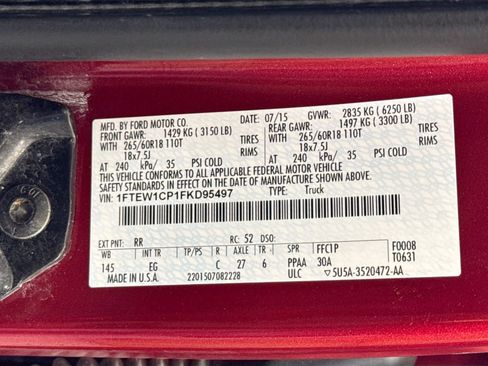 MFD. BY FORD MOTOR CO.
DATE: 07/15 GVWR: 2835 KG ( 6250 LB)
FRONT GAWR: 1429 KG ( 3150 LB) REAR GAWR: 1497 KG ( 3300 LB)
WITH 265/60R18 110T TIRES WITH 265/60R18 110T TIRES
18x7.5J RIMS 18x7.5J RIMS
AT 240 kPa/ 35 PSI COLD AT 240 kPa/ 35 PSI COLD
THIS VEHICLE CONFORMS TO ALL APPLICABLE FEDERAL MOTOR VEHICLE SAFETY AND THEFT PREVENTION STANDARDS IN EFFECT ON THE DATE OF MANUFACTURE SHOWN ABOVE.
VIN: 1FTEW1CP1FKD95497 TYPE: Truck
EXT PNT: RR RC: 52 DSO:
WB TP/PS R AXLE TR SPR FFC1P F0008
145 EG C 27 6 PPAA 30A T0631
MADE IN U.S.A. 2201507082228 ULC ▽5U5A-3520472-AA